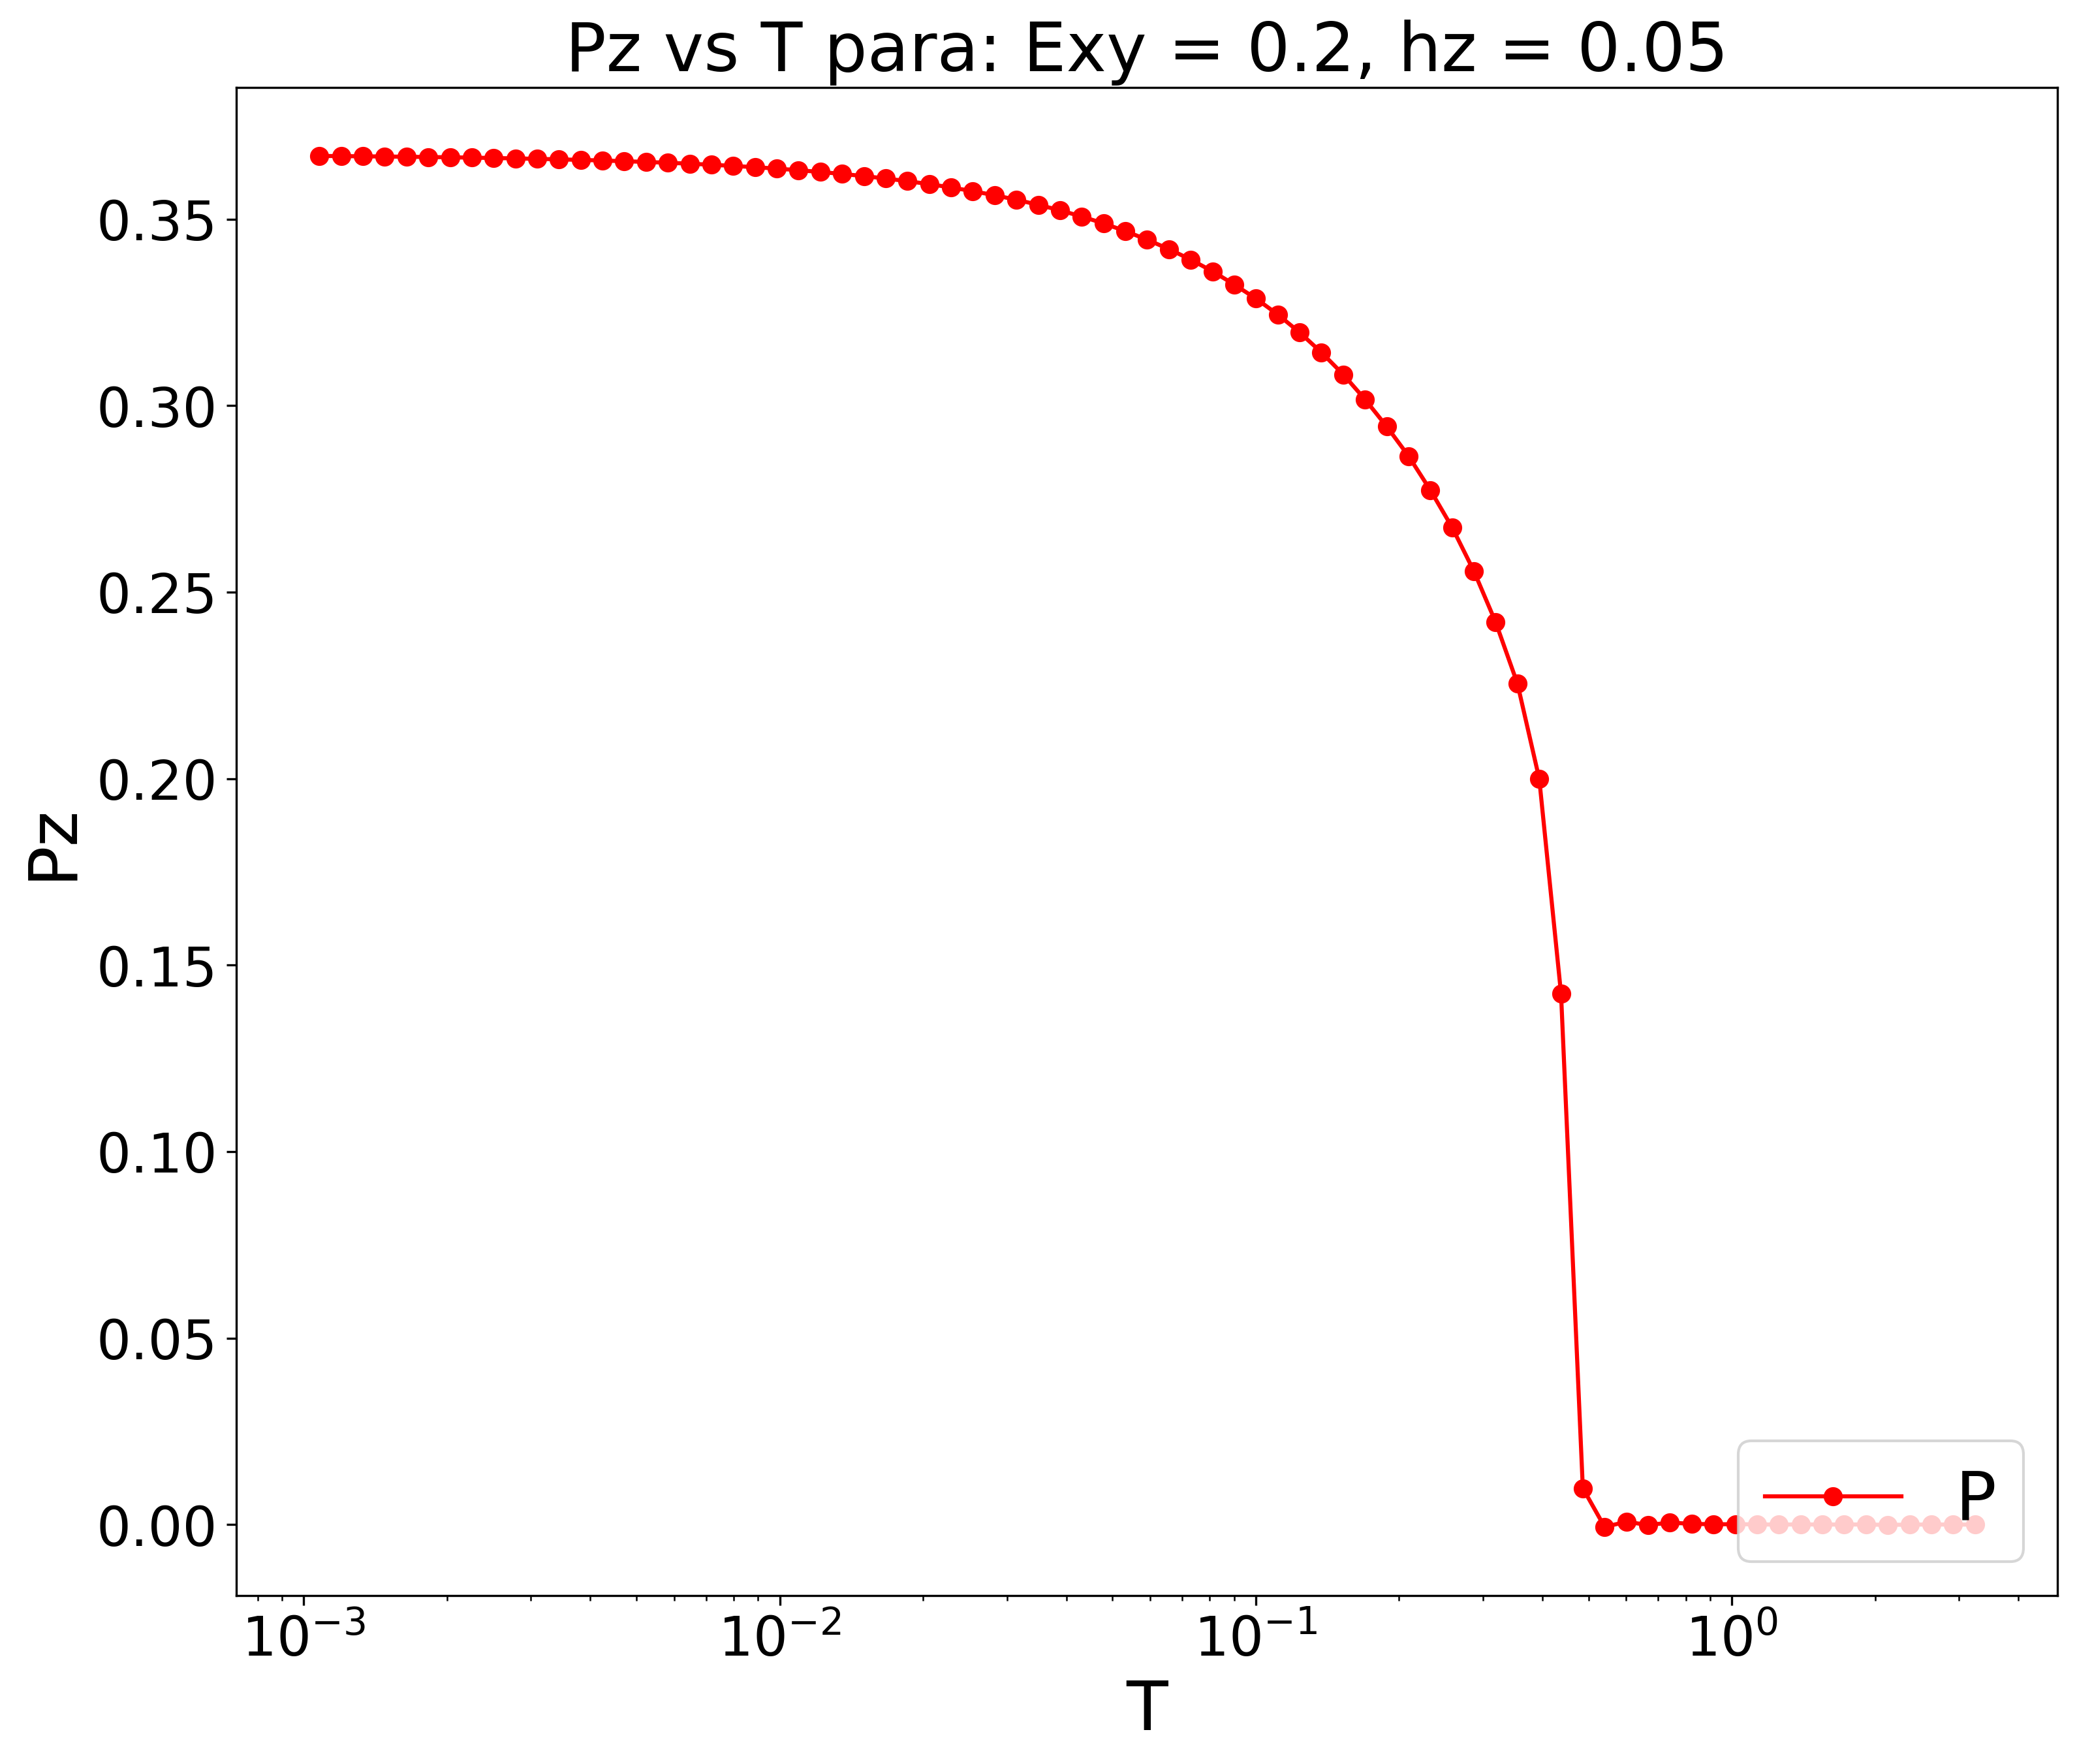 Pz vs T para: Exy = 0.2, hz = 0.05
Pz
0.35
0.30
0.25
0.20
0.15
0.10
0.05
0.00
P
10⁻³ 10⁻² 10⁻¹ 10⁰
T